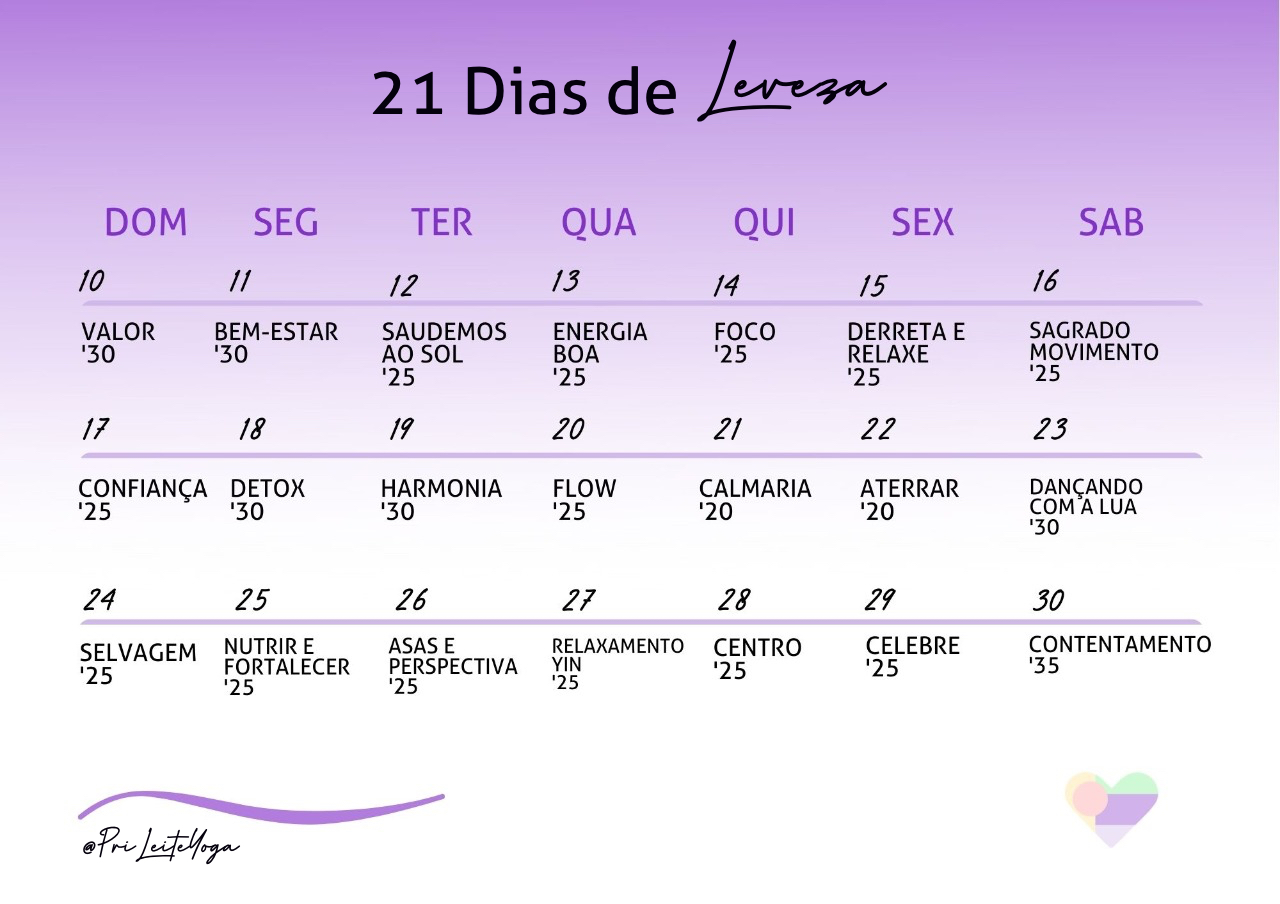 21 Dias de Leveza
DOM SEG TER QUA QUI SEX SAB
10 11 12 13 14 15 16
VALOR
'30
BEM-ESTAR
'30
SAUDEMOS
AO SOL
'25
ENERGIA
BOA
'25
FOCO
'25
DERRETA E
RELAXE
'25
SAGRADO
MOVIMENTO
'25
17 18 19 20 21 22 23
CONFIANÇA
'25
DETOX
'30
HARMONIA
'30
FLOW
'25
CALMARIA
'20
ATERRAR
'20
DANÇANDO
COM A LUA
'30
24 25 26 27 28 29 30
SELVAGEM
'25
NUTRIR E
FORTALECER
'25
ASAS E
PERSPECTIVA
'25
RELAXAMENTO
YIN
'25
CENTRO
'25
CELEBRE
'25
CONTENTAMENTO
'35
@Pri LeiteYoga